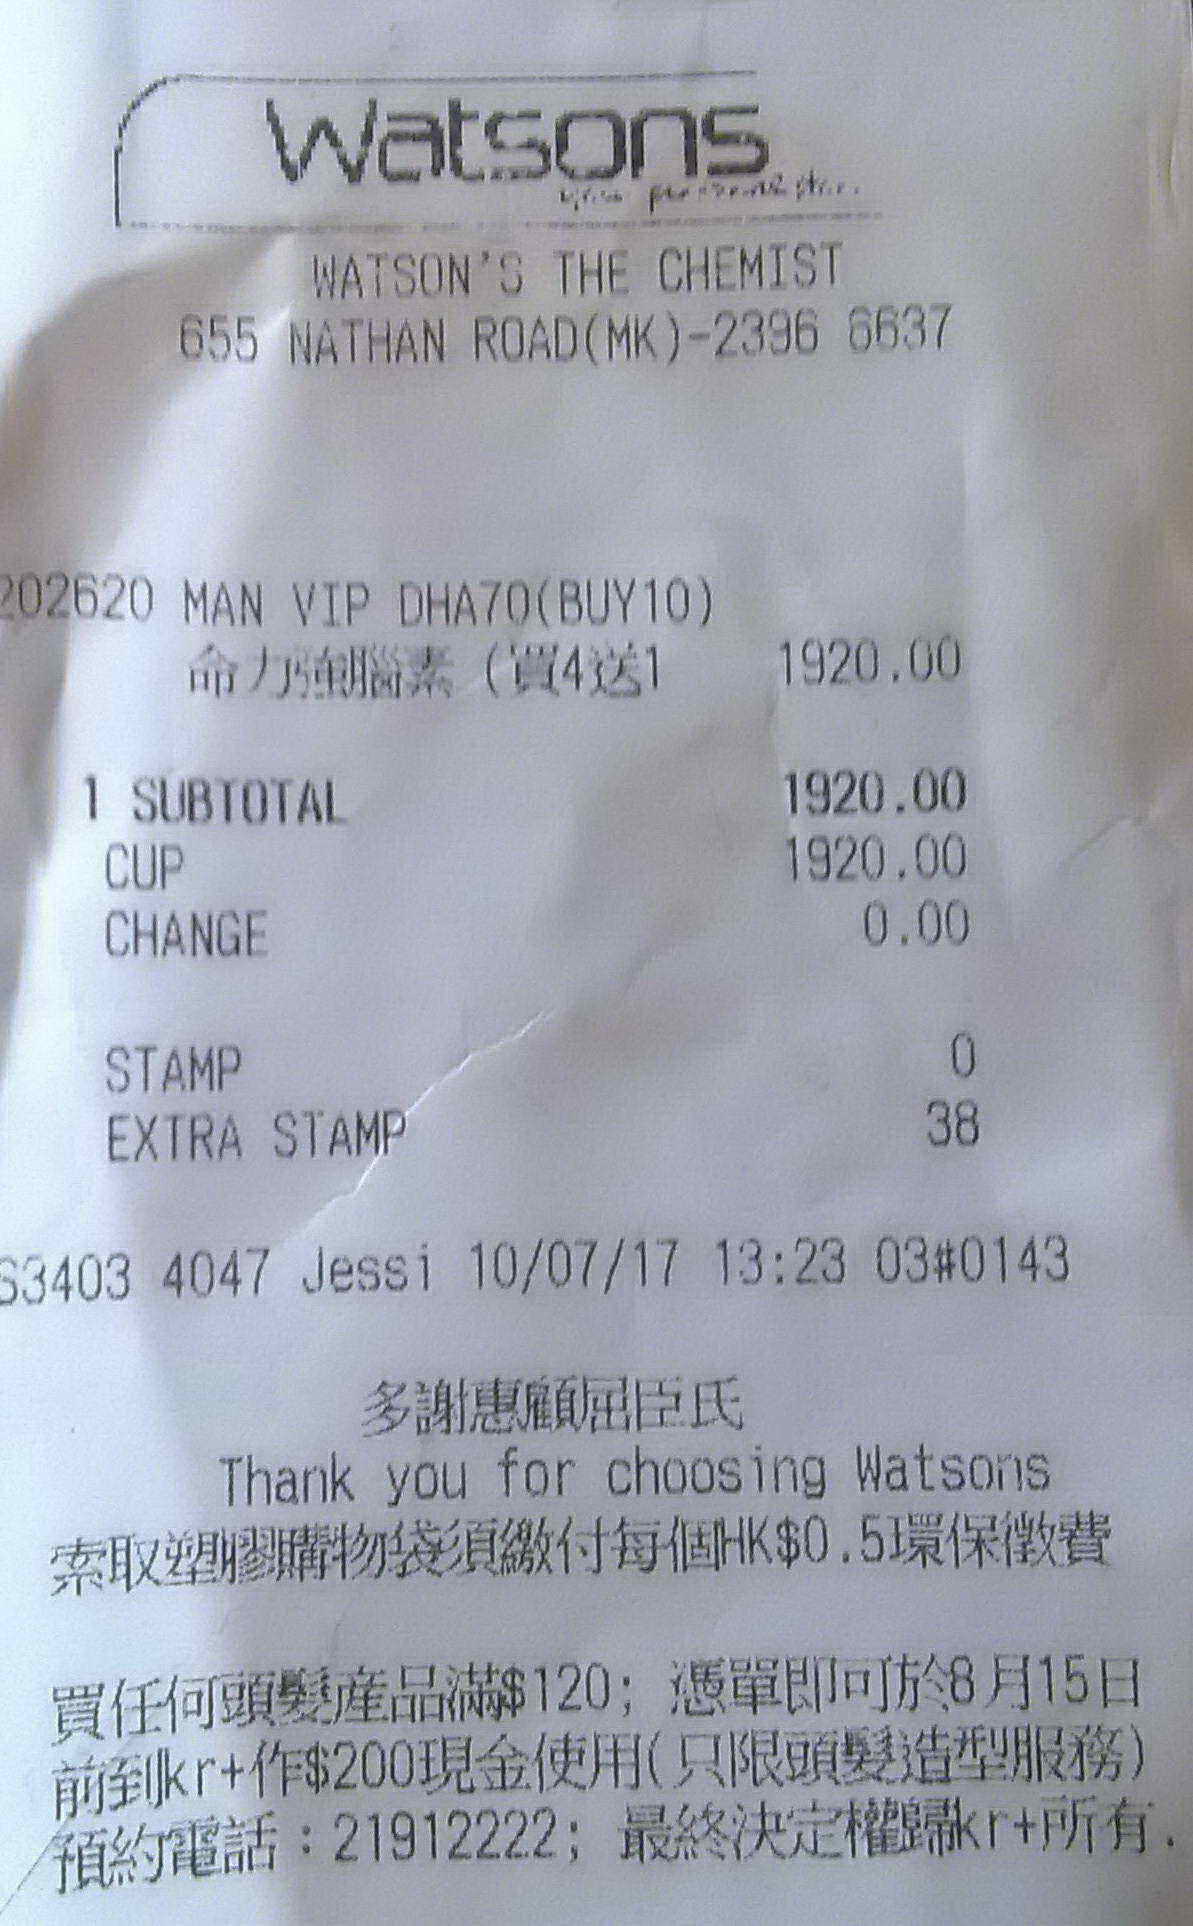 Watsons
WATSON'S THE CHEMIST
655 NATHAN ROAD(MK)-2396 6637
202620 MAN VIP DHA70(BUY10)
命力強腦素 (買4送1 1920.00
1 SUBTOTAL 1920.00
CUP 1920.00
CHANGE 0.00
STAMP 0
EXTRA STAMP 38
S3403 4047 Jessi 10/07/17 13:23 03#0143
多謝惠顧屈臣氏
Thank you for choosing Watsons
索取塑膠購物袋須繳付每個HK$0.5環保徵費
買任何頭髮產品滿$120; 憑單即可於8月15日
前到kr+作$200現金使用(只限頭髮造型服務)
預約電話:21912222; 最終決定權歸kr+所有.